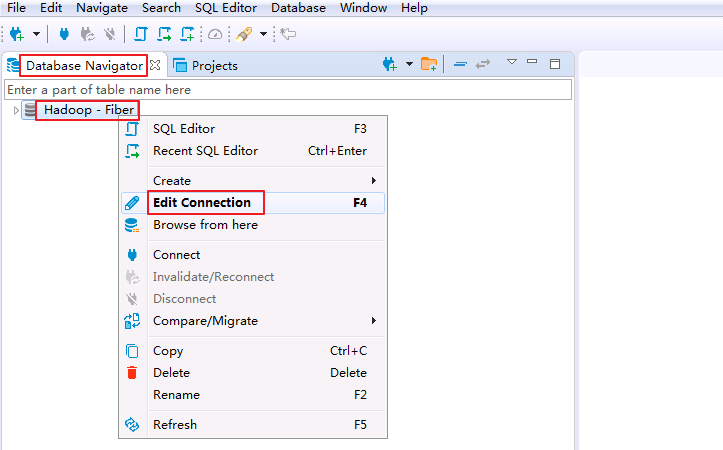 File Edit Navigate Search SQL Editor Database Window Help
Database Navigator Projects
Enter a part of table name here
Hadoop - Fiber
SQL Editor F3
Recent SQL Editor Ctrl+Enter
Create
Edit Connection F4
Browse from here
Connect
Invalidate/Reconnect
Disconnect
Compare/Migrate
Copy Ctrl+C
Delete Delete
Rename F2
Refresh F5